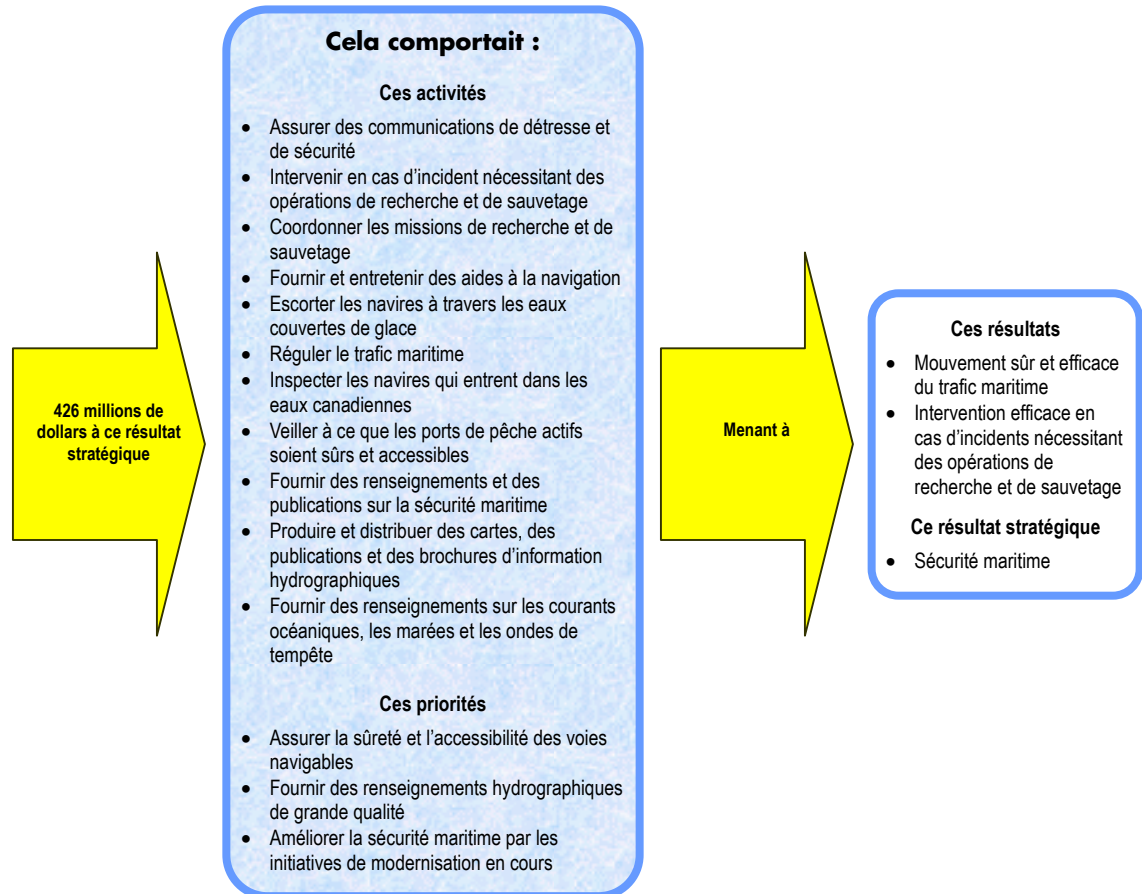 426 millions de
dollars à ce résultat
stratégique
Cela comportait :
Ces activités
• Assurer des communications de détresse et
de sécurité
• Intervenir en cas d'incident nécessitant des
opérations de recherche et de sauvetage
• Coordonner les missions de recherche et de
sauvetage
• Fournir et entretenir des aides à la navigation
• Escorter les navires à travers les eaux
couvertes de glace
• Réguler le trafic maritime
• Inspecter les navires qui entrent dans les
eaux canadiennes
• Veiller à ce que les ports de pêche actifs
soient sûrs et accessibles
• Fournir des renseignements et des
publications sur la sécurité maritime
• Produire et distribuer des cartes, des
publications et des brochures d'information
hydrographiques
• Fournir des renseignements sur les courants
océaniques, les marées et les ondes de
tempête
Ces priorités
• Assurer la sûreté et l'accessibilité des voies
navigables
• Fournir des renseignements hydrographiques
de grande qualité
• Améliorer la sécurité maritime par les
initiatives de modernisation en cours
Menant à
Ces résultats
• Mouvement sûr et efficace
du trafic maritime
• Intervention efficace en
cas d'incidents nécessitant
des opérations de
recherche et de sauvetage
Ce résultat stratégique
• Sécurité maritime